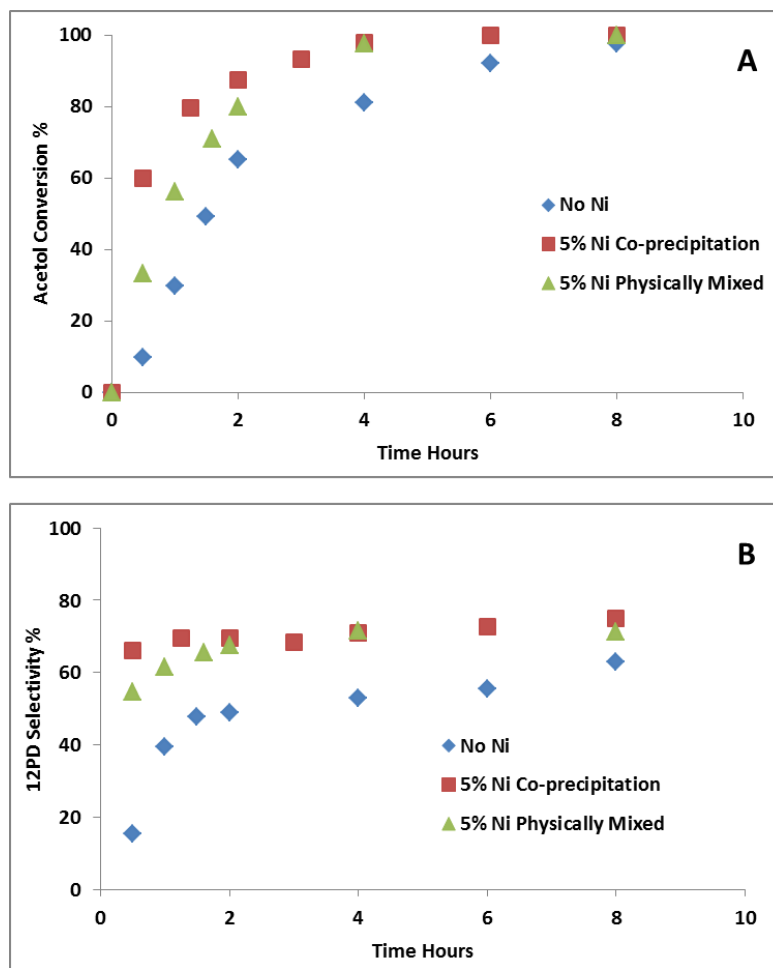 A
Acetol Conversion %
100
80
60
40
20
0
0 2 4 6 8 10
Time Hours
No Ni
5% Ni Co-precipitation
5% Ni Physically Mixed
B
12PD Selectivity %
100
80
60
40
20
0
0 2 4 6 8 10
Time Hours
No Ni
5% Ni Co-precipitation
5% Ni Physically Mixed